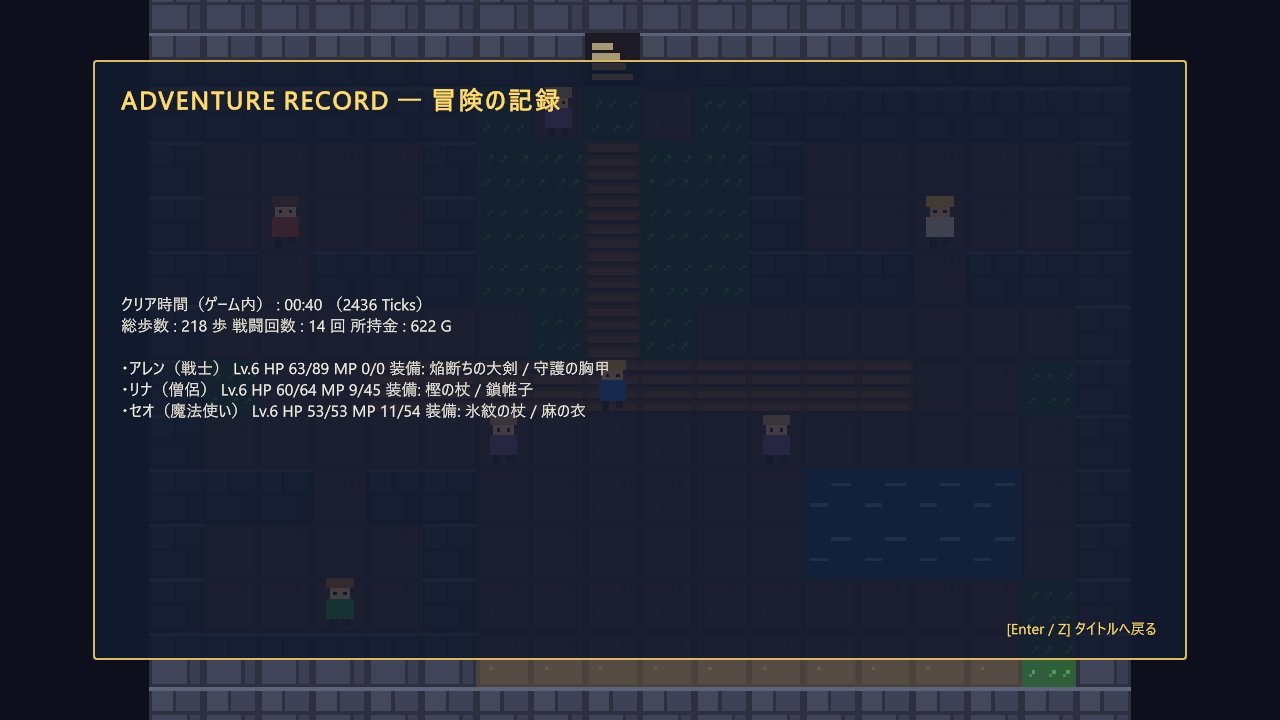 ADVENTURE RECORD — 冒険の記録
クリア時間（ゲーム内） : 00:40 （2436 Ticks）
総歩数 : 218 歩 戦闘回数 : 14 回 所持金 : 622 G
・アレン（戦士） Lv.6 HP 63/89 MP 0/0 装備: 焔断ちの大剣 / 守護の胸甲
・リナ（僧侶） Lv.6 HP 60/64 MP 9/45 装備: 樫の杖 / 鎖帷子
・セオ（魔法使い） Lv.6 HP 53/53 MP 11/54 装備: 氷紋の杖 / 麻の衣
[Enter / Z] タイトルへ戻る